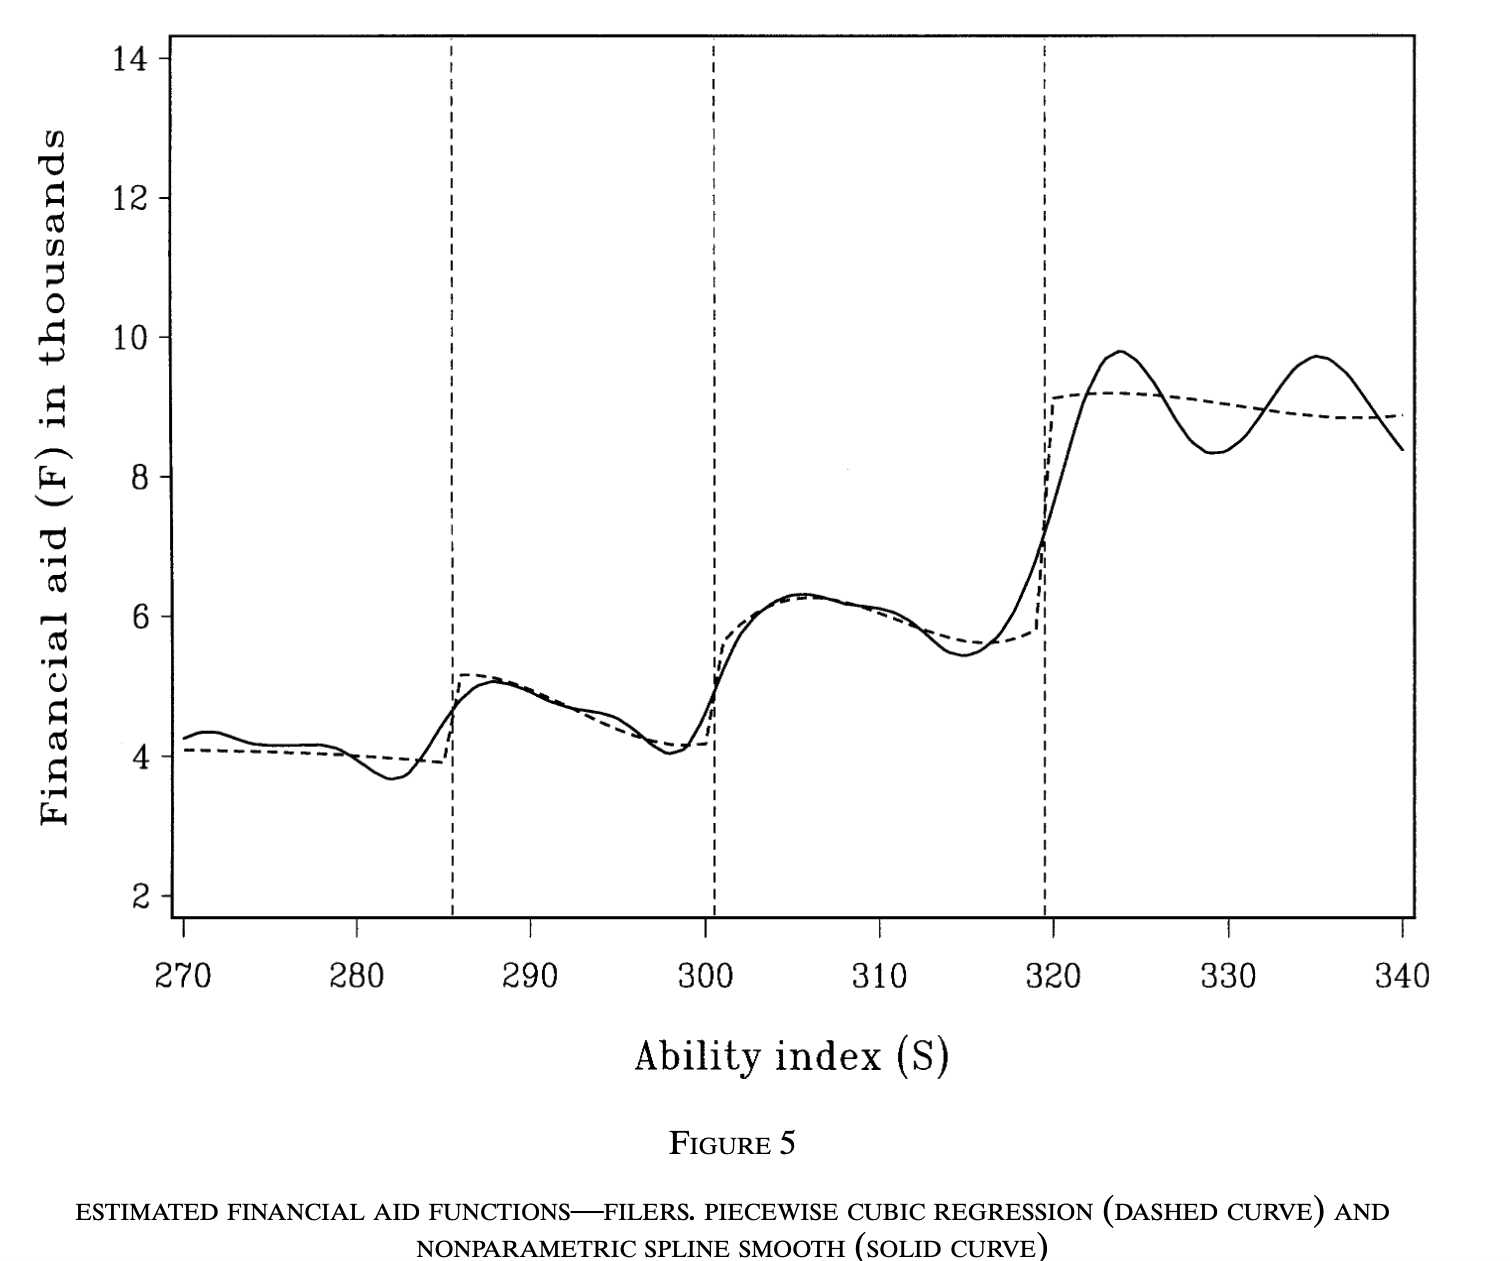 14
12
10
8
6
4
2
Financial aid (F) in thousands
270 280 290 300 310 320 330 340
Ability index (S)
FIGURE 5
ESTIMATED FINANCIAL AID FUNCTIONS—FILERS. PIECEWISE CUBIC REGRESSION (DASHED CURVE) AND
NONPARAMETRIC SPLINE SMOOTH (SOLID CURVE)